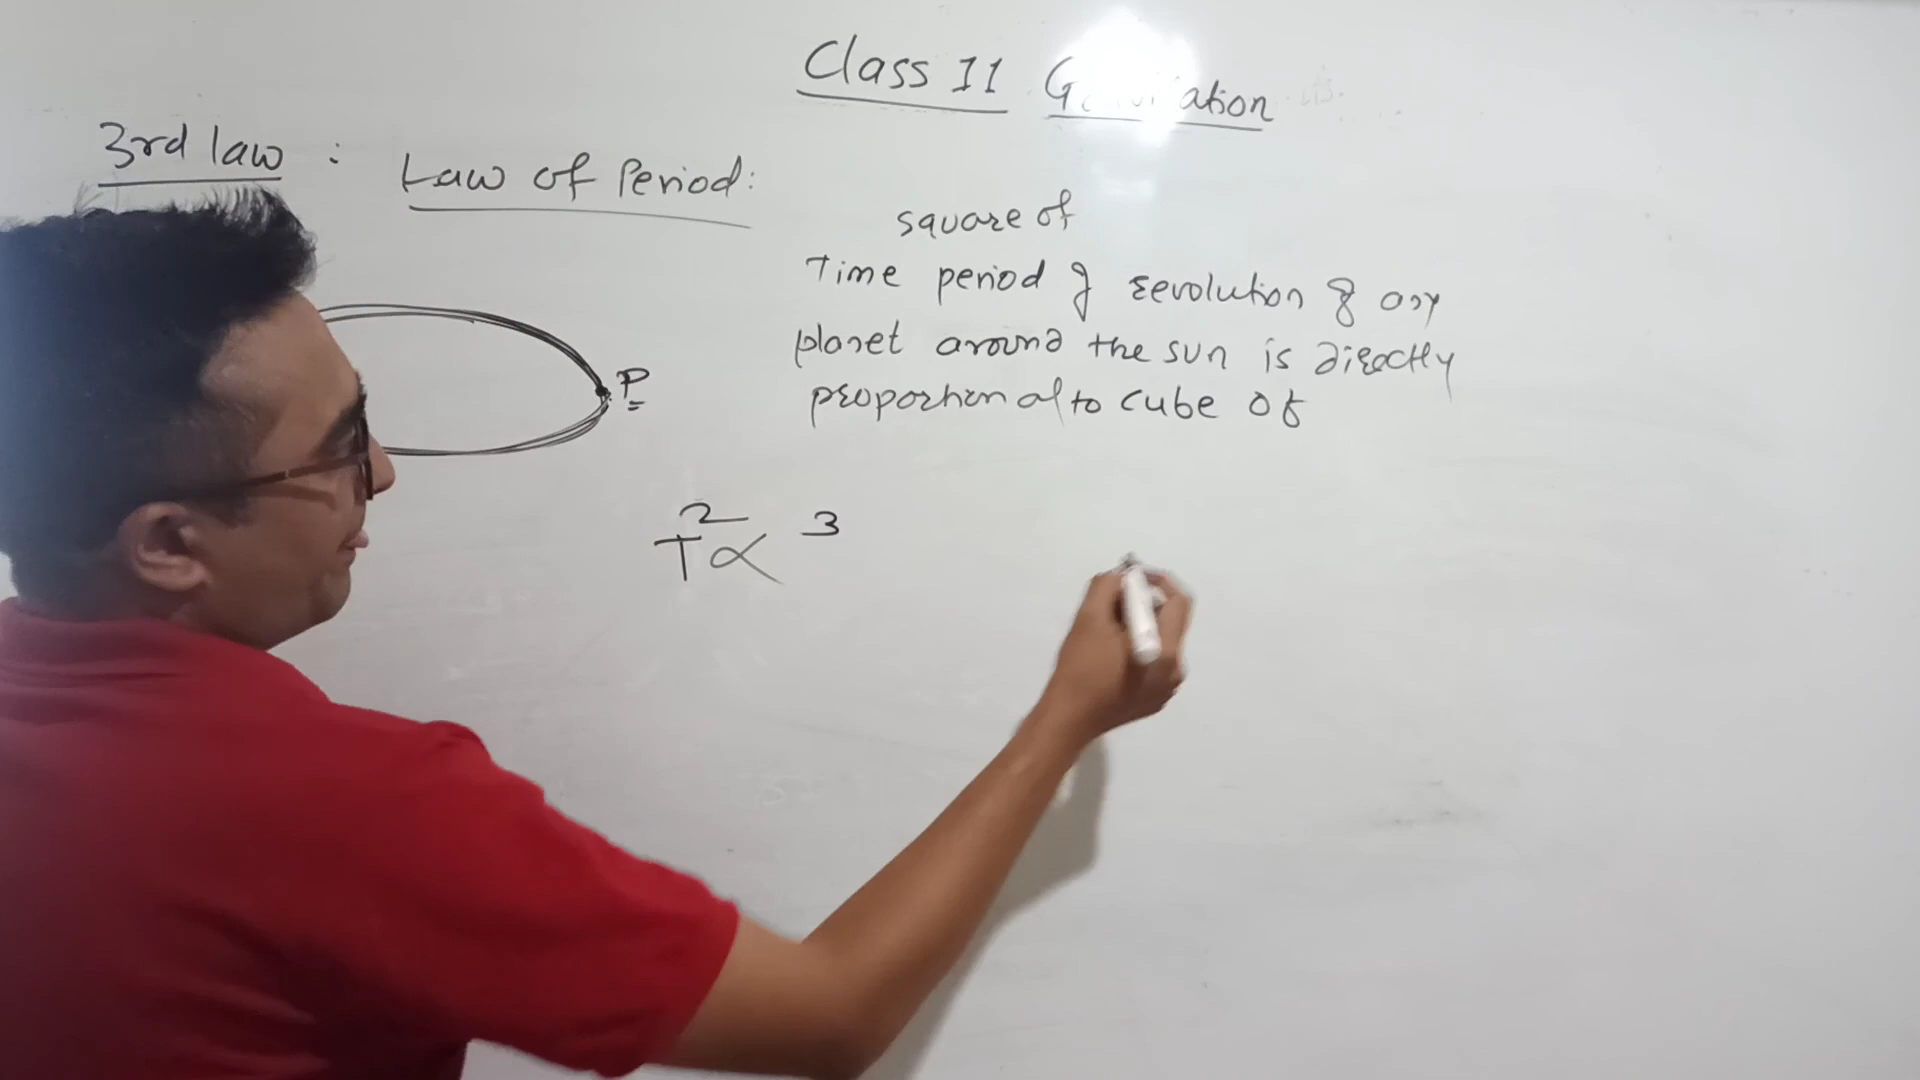 Class 11 Gravitation
3rd law : Law of Period:
square of
Time period of revolution of any
planet around the sun is directly
proportional to cube of
P
T² ∝ ³